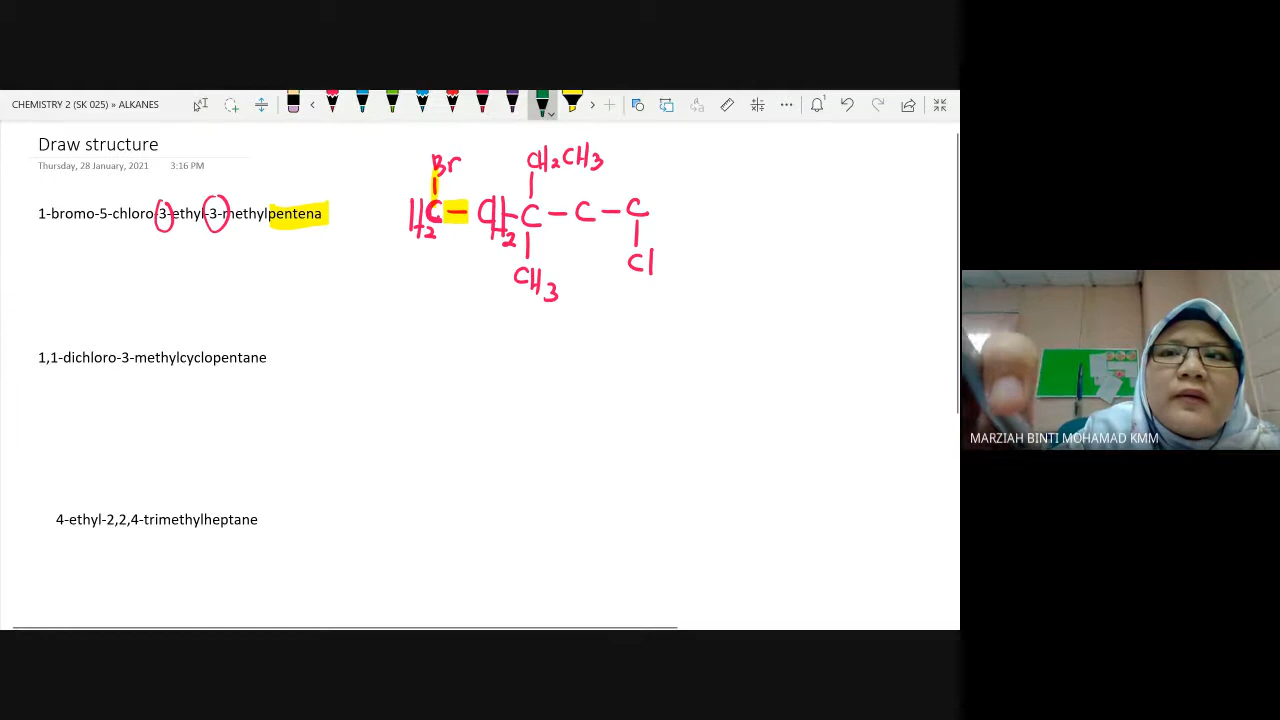 CHEMISTRY 2 (SK 025) » ALKANES
Draw structure
Thursday, 28 January, 2021 3:16 PM
1-bromo-5-chloro-3-ethyl-3-methylpentena
Br
CH2CH3
H2C - CH2 - C - C - C
CH3
Cl
1,1-dichloro-3-methylcyclopentane
4-ethyl-2,2,4-trimethylheptane
MARZIAH BINTI MOHAMAD KMM